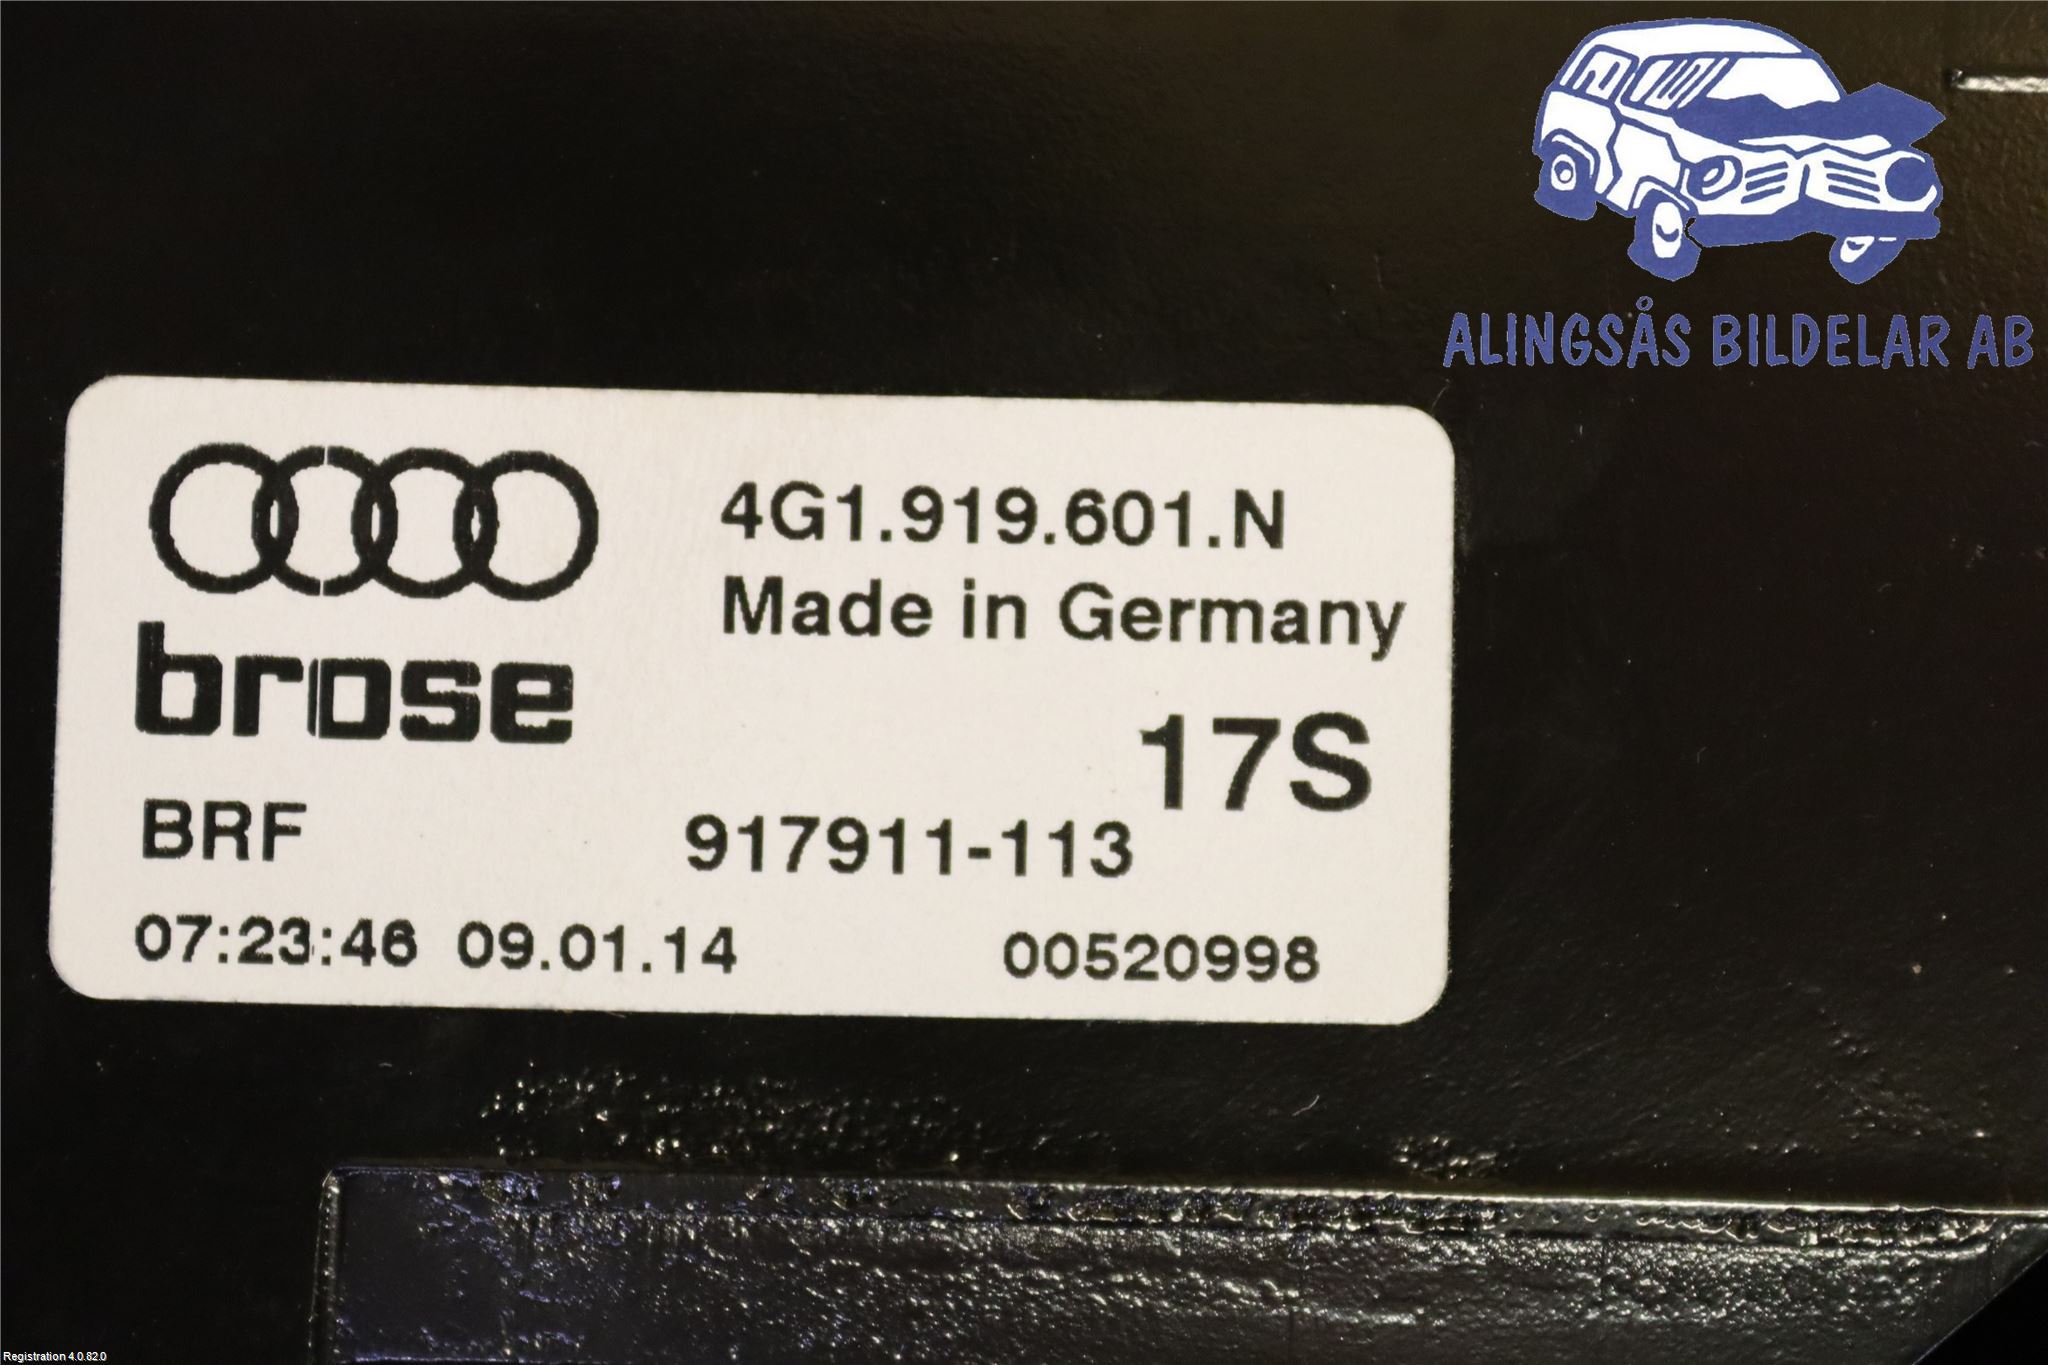 ALINGSÅS BILDELAR AB
4G1.919.601.N
Made in Germany
brose
17S
BRF 917911-113
07:23:46 09.01.14 00520998
Registration 4.0.82.0